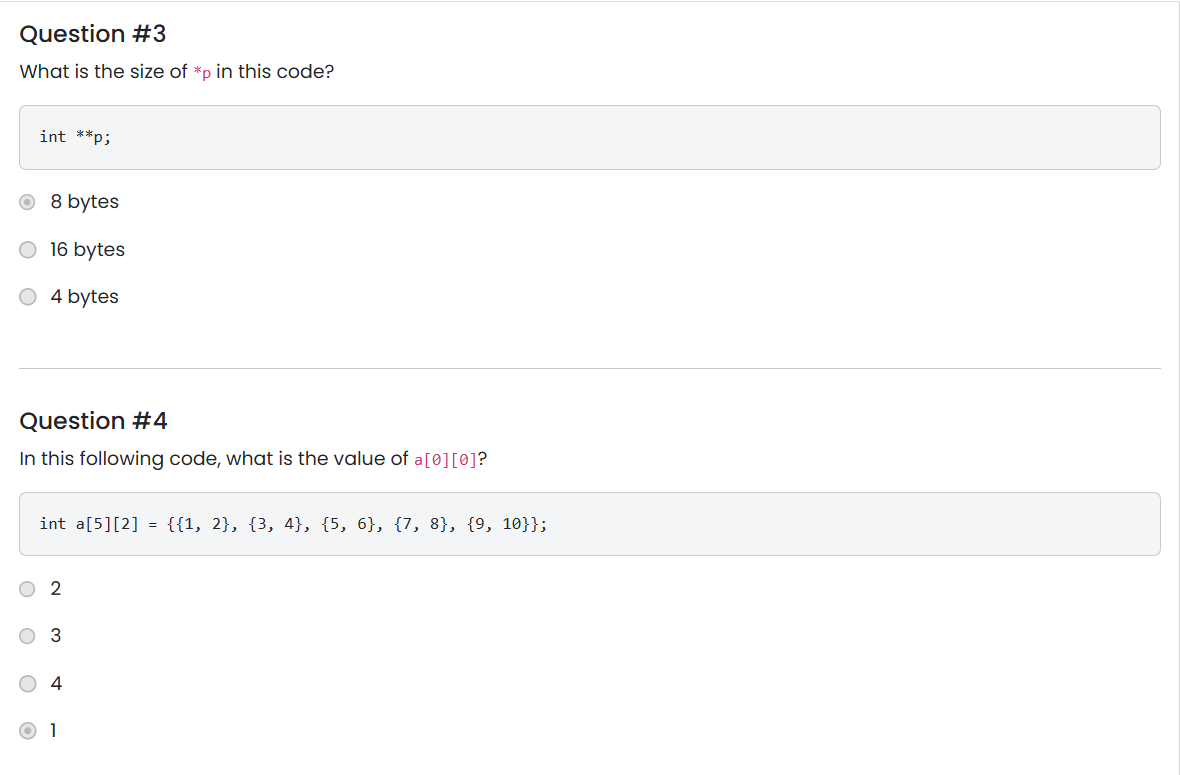 Question #3
What is the size of *p in this code?
int **p;
8 bytes
16 bytes
4 bytes
Question #4
In this following code, what is the value of a[0][0]?
int a[5][2] = {{1, 2}, {3, 4}, {5, 6}, {7, 8}, {9, 10}};
2
3
4
1